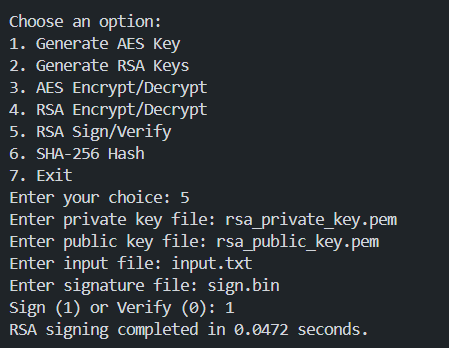 Choose an option:
1. Generate AES Key
2. Generate RSA Keys
3. AES Encrypt/Decrypt
4. RSA Encrypt/Decrypt
5. RSA Sign/Verify
6. SHA-256 Hash
7. Exit
Enter your choice: 5
Enter private key file: rsa_private_key.pem
Enter public key file: rsa_public_key.pem
Enter input file: input.txt
Enter signature file: sign.bin
Sign (1) or Verify (0): 1
RSA signing completed in 0.0472 seconds.